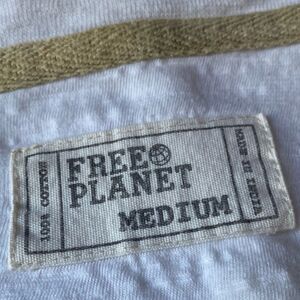 100% COTTON
FREE
PLANET
MEDIUM
MADE IN INDIA